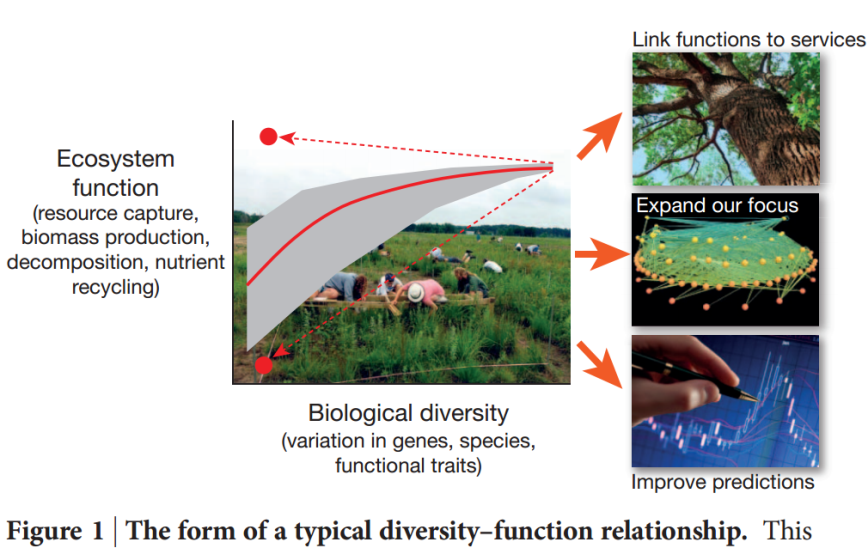 Link functions to services
Ecosystem
function
(resource capture,
biomass production,
decomposition, nutrient
recycling)
Expand our focus
Biological diversity
(variation in genes, species,
functional traits)
Improve predictions
Figure 1 | The form of a typical diversity–function relationship. This